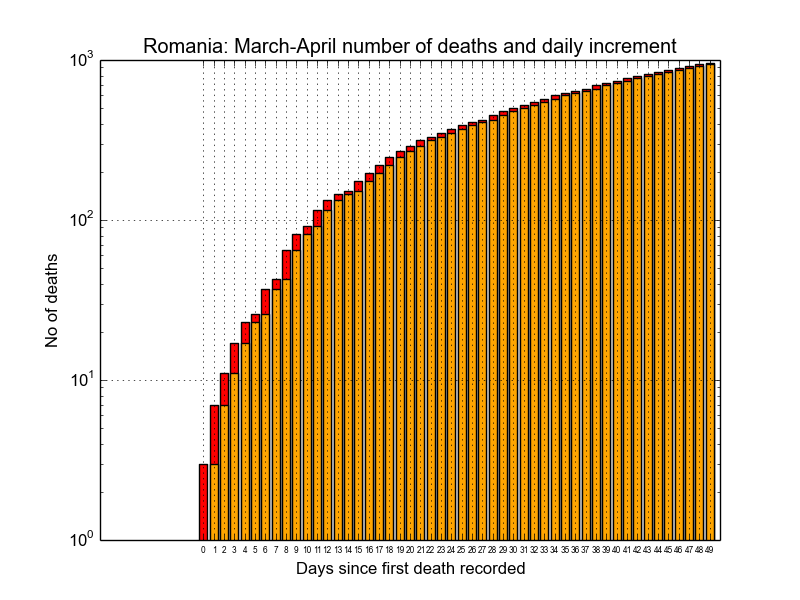 Romania: March-April number of deaths and daily increment
10³
10²
10¹
10⁰
No of deaths
0 1 2 3 4 5 6 7 8 9 10 11 12 13 14 15 16 17 18 19 20 21 22 23 24 25 26 27 28 29 30 31 32 33 34 35 36 37 38 39 40 41 42 43 44 45 46 47 48 49
Days since first death recorded